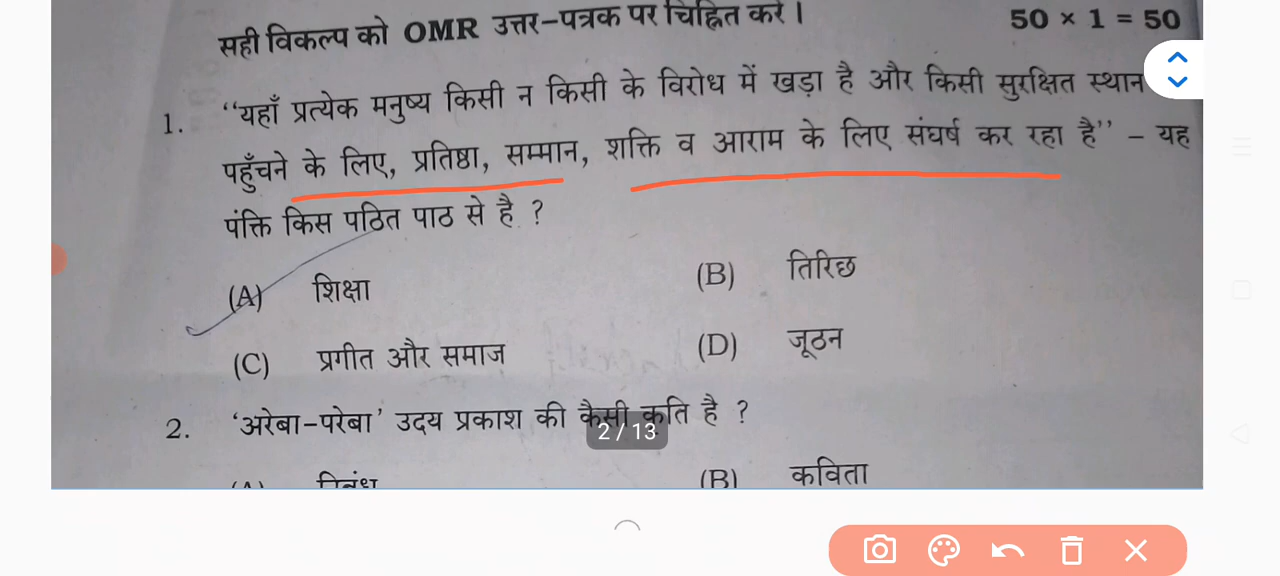 सही विकल्प को OMR उत्तर-पत्रक पर चिह्नित करें । 50 × 1 = 50
1. “यहाँ प्रत्येक मनुष्य किसी न किसी के विरोध में खड़ा है और किसी सुरक्षित स्थान
पहुँचने के लिए, प्रतिष्ठा, सम्मान, शक्ति व आराम के लिए संघर्ष कर रहा है” – यह
पंक्ति किस पठित पाठ से है ?
(A) शिक्षा (B) तिरिछ
(C) प्रगीत और समाज (D) जूठन
2. ‘अरेबा-परेबा’ उदय प्रकाश की कैसी कृति है ?
2 / 13
(A) निबंध (B) कविता